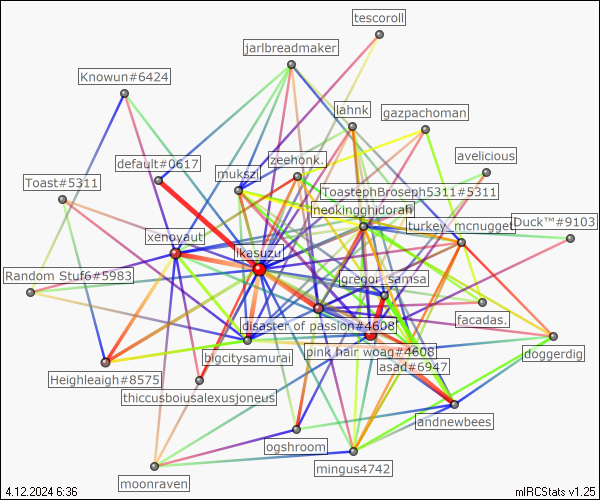 tescoroll
jarlbreadmaker
Knowun#6424
lahnk
gazpachoman
avelicious
default#0617
zeehonk.
mukszi
Toast#5311
ToastephBroseph5311#5311
neokingghidorah
turkey_mcnugget
Duck™#9103
xenoyaut
ikasuzu
Random Stuf6#5983
gregor_samsa
facadas.
disaster of passion#4608
pink hair woag#4608
bigcitysamurai
doggerdig
asad#6947
Heighleaigh#8575
thiccusboiusalexusjoneus
andnewbees
ogshroom
mingus4742
moonraven
4.12.2024 6:36
mIRCStats v1.25